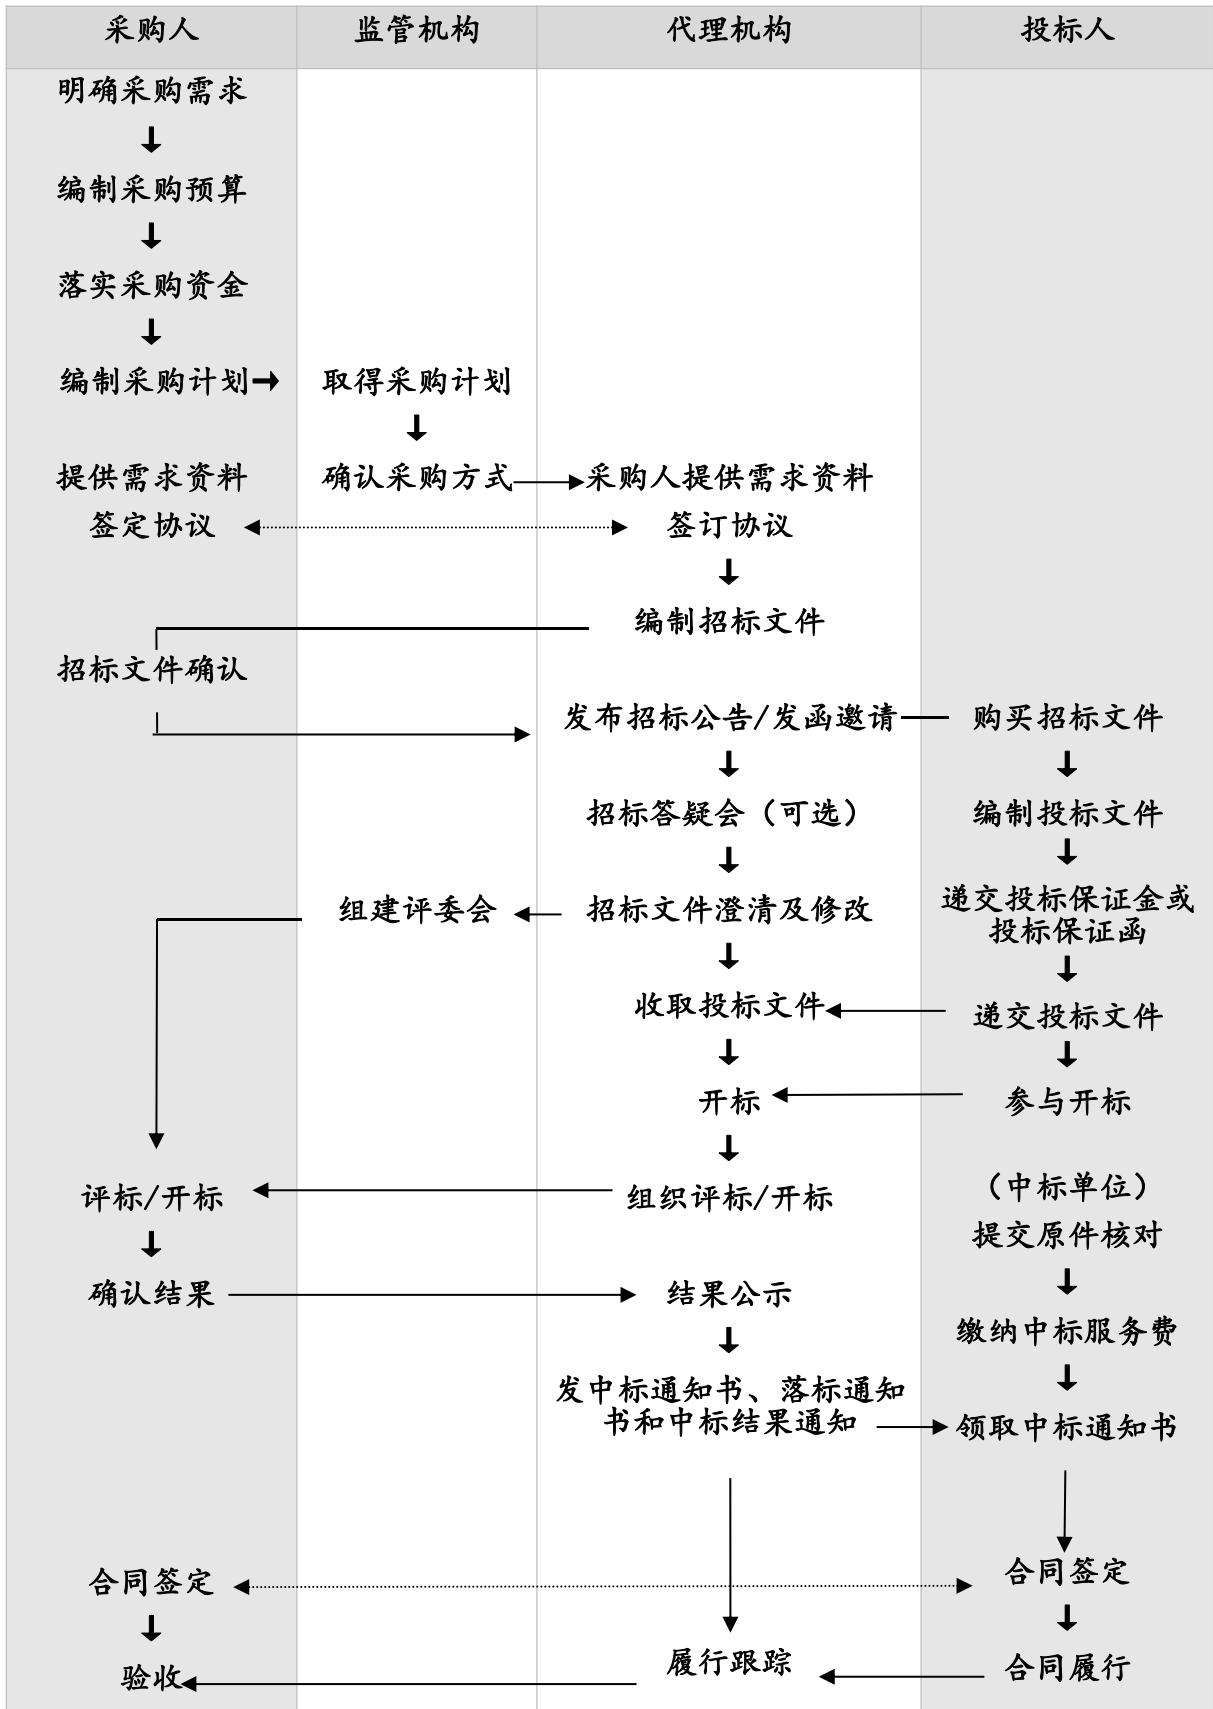 采购人 监管机构 代理机构 投标人
明确采购需求
编制采购预算
落实采购资金
编制采购计划 取得采购计划
提供需求资料 确认采购方式 采购人提供需求资料
签定协议 签订协议
编制招标文件
招标文件确认
发布招标公告/发函邀请 购买招标文件
招标答疑会（可选） 编制投标文件
组建评委会 招标文件澄清及修改 递交投标保证金或
投标保证函
收取投标文件 递交投标文件
开标 参与开标
评标/开标 组织评标/开标 （中标单位）
提交原件核对
确认结果 结果公示
缴纳中标服务费
发中标通知书、落标通知
书和中标结果通知 领取中标通知书
合同签定 合同签定
验收 履行跟踪 合同履行